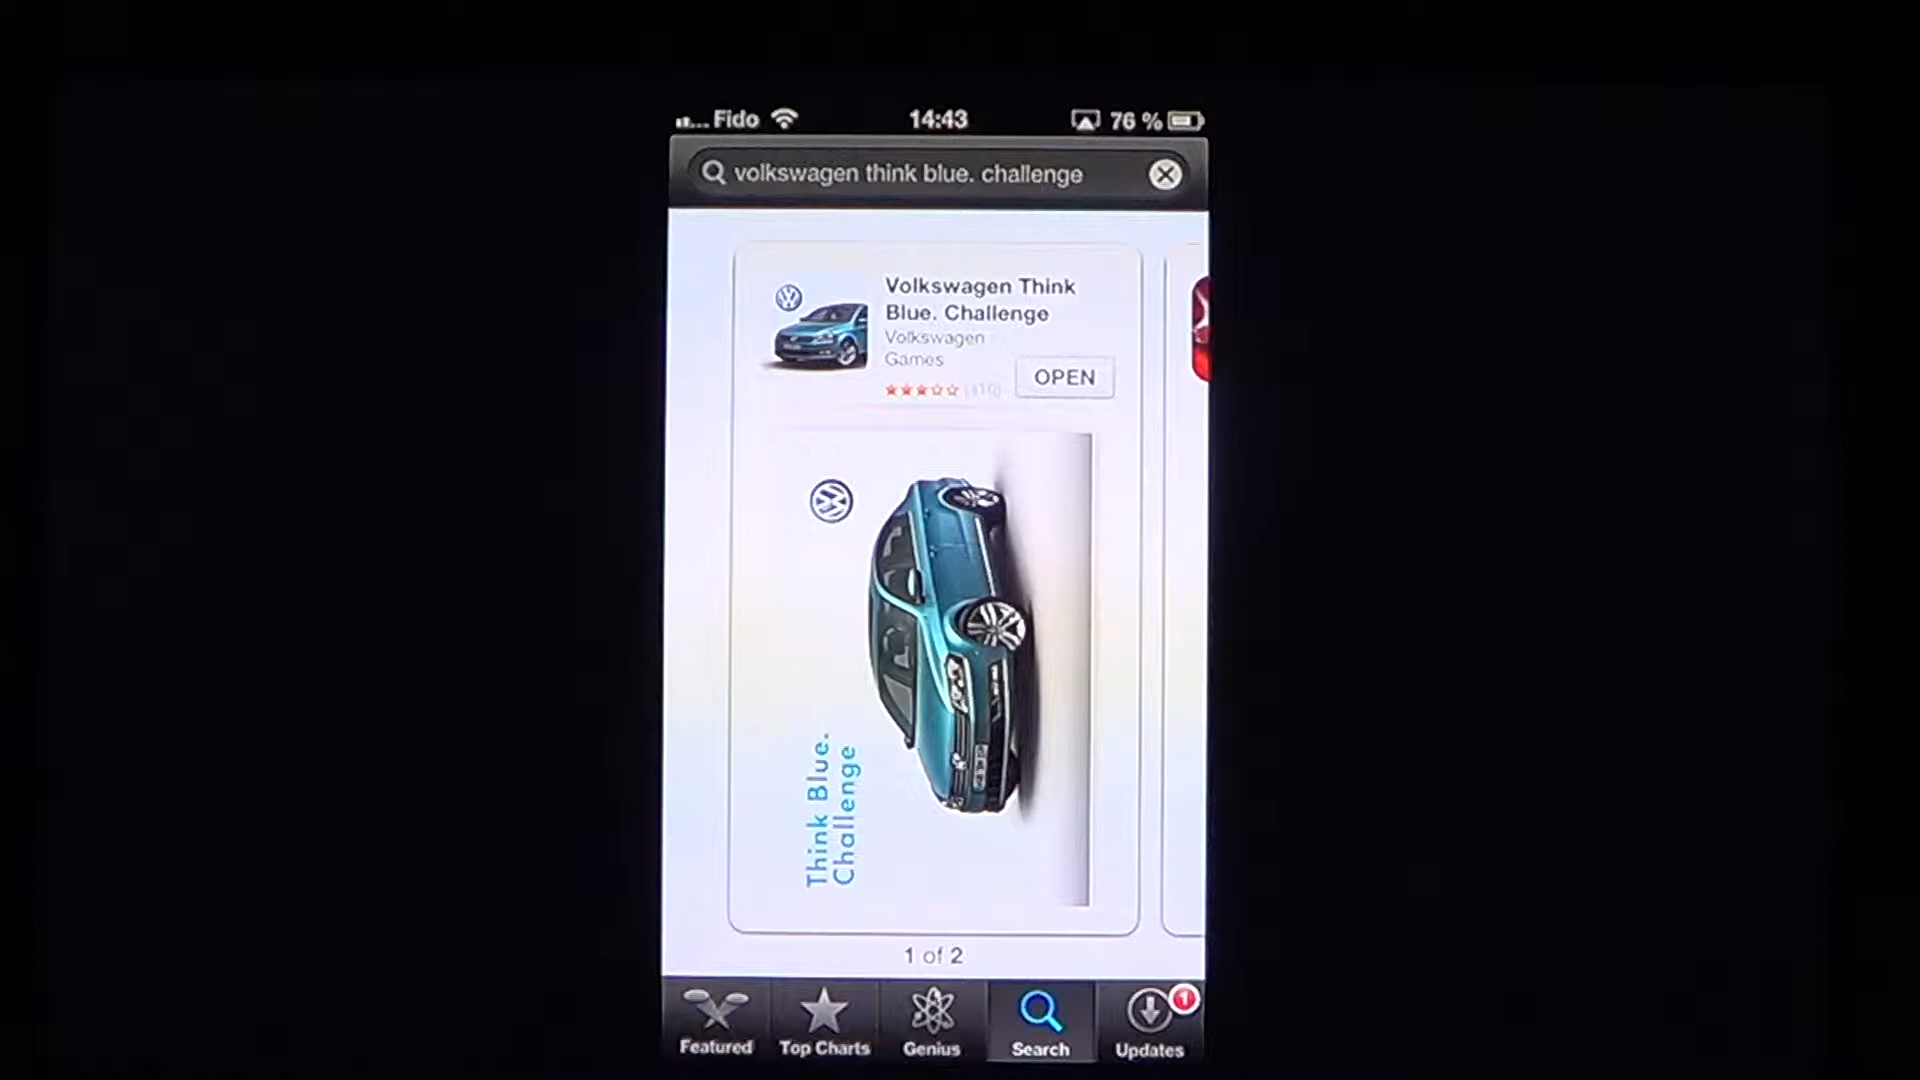 Fido 14:43 76 %
volkswagen think blue. challenge
Volkswagen Think
Blue. Challenge
Volkswagen
Games
OPEN
Think Blue.
Challenge
1 of 2
Featured Top Charts Genius Search Updates
1